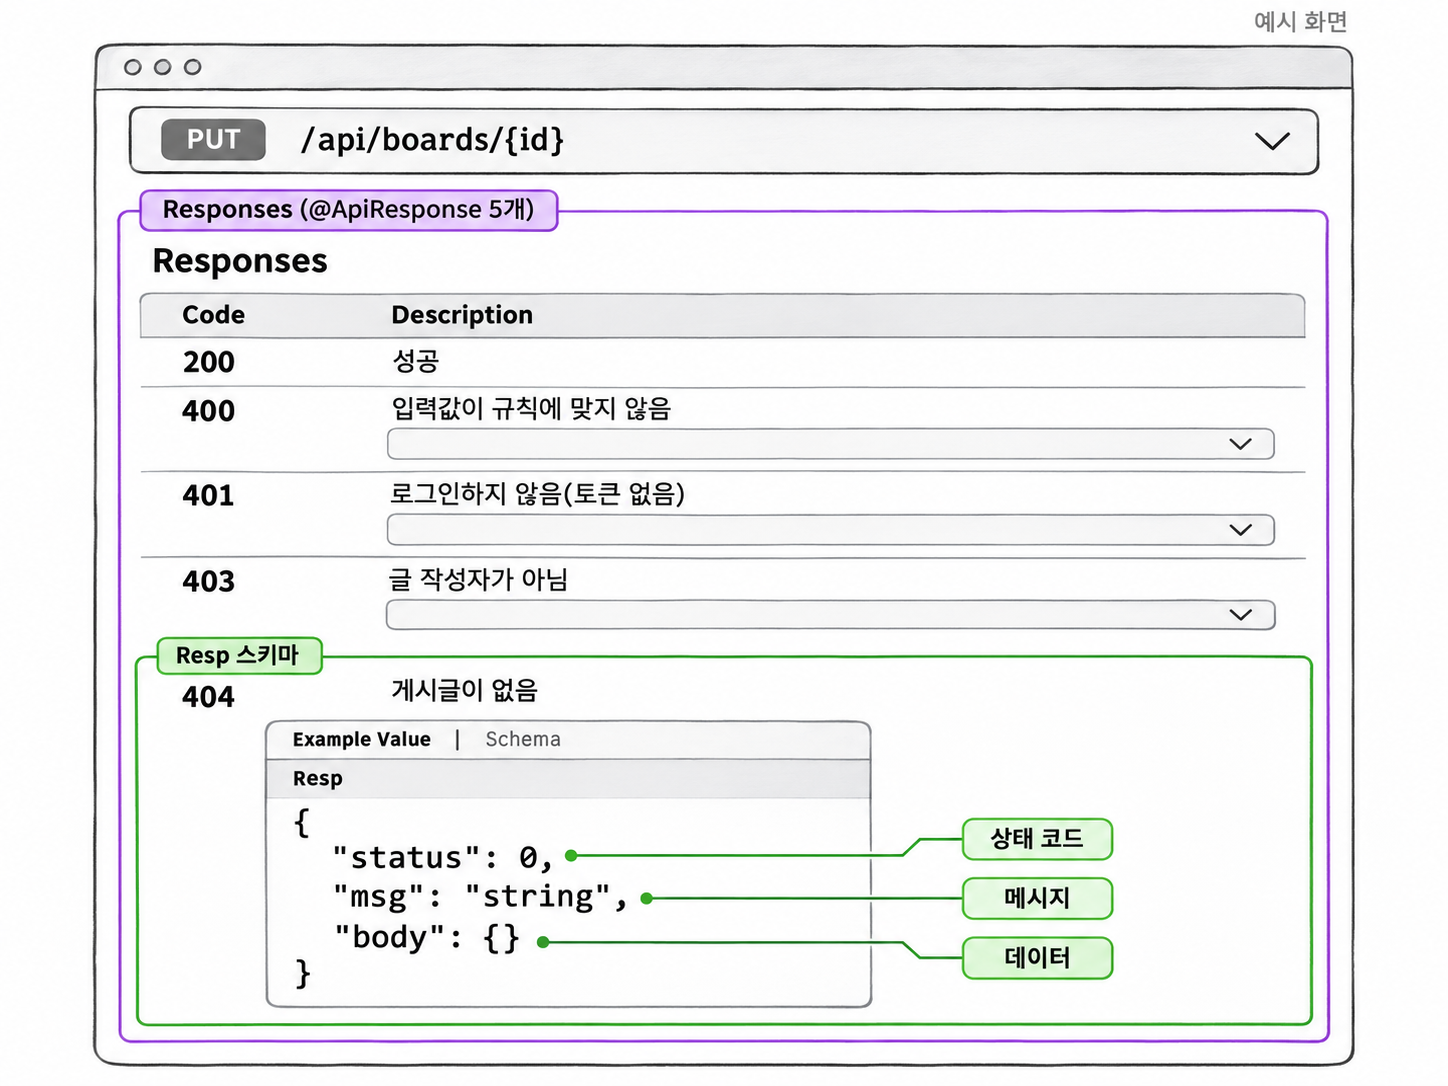 예시 화면
PUT /api/boards/{id}
Responses (@ApiResponse 5개)
Responses
Code Description
200 성공
400 입력값이 규칙에 맞지 않음
401 로그인하지 않음(토큰 없음)
403 글 작성자가 아님
Resp 스키마
404 게시글이 없음
Example Value | Schema
Resp
{
"status": 0, 상태 코드
"msg": "string", 메시지
"body": {} 데이터
}